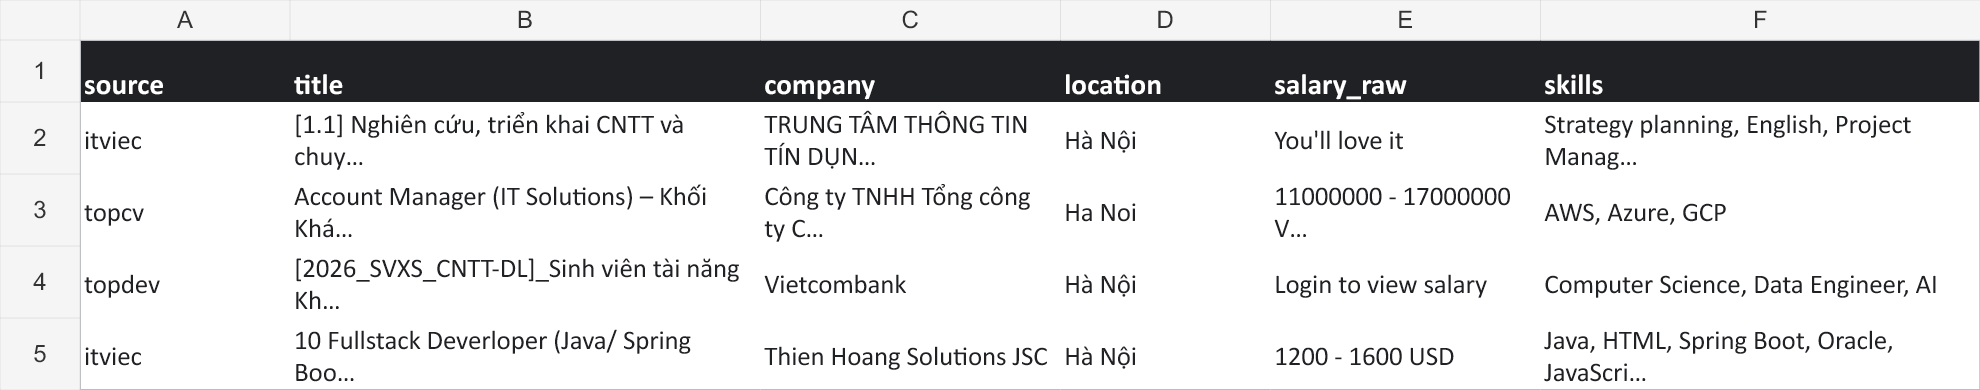 A B C D E F
1 source title company location salary_raw skills
2 itviec [1.1] Nghiên cứu, triển khai CNTT và chuy... TRUNG TÂM THÔNG TIN TÍN DỤN... Hà Nội You'll love it Strategy planning, English, Project Manag...
3 topcv Account Manager (IT Solutions) – Khối Khá... Công ty TNHH Tổng công ty C... Ha Noi 11000000 - 17000000 V... AWS, Azure, GCP
4 topdev [2026_SVXS_CNTT-DL]_Sinh viên tài năng Kh... Vietcombank Hà Nội Login to view salary Computer Science, Data Engineer, AI
5 itviec 10 Fullstack Deverloper (Java/ Spring Boo... Thien Hoang Solutions JSC Hà Nội 1200 - 1600 USD Java, HTML, Spring Boot, Oracle, JavaScri...